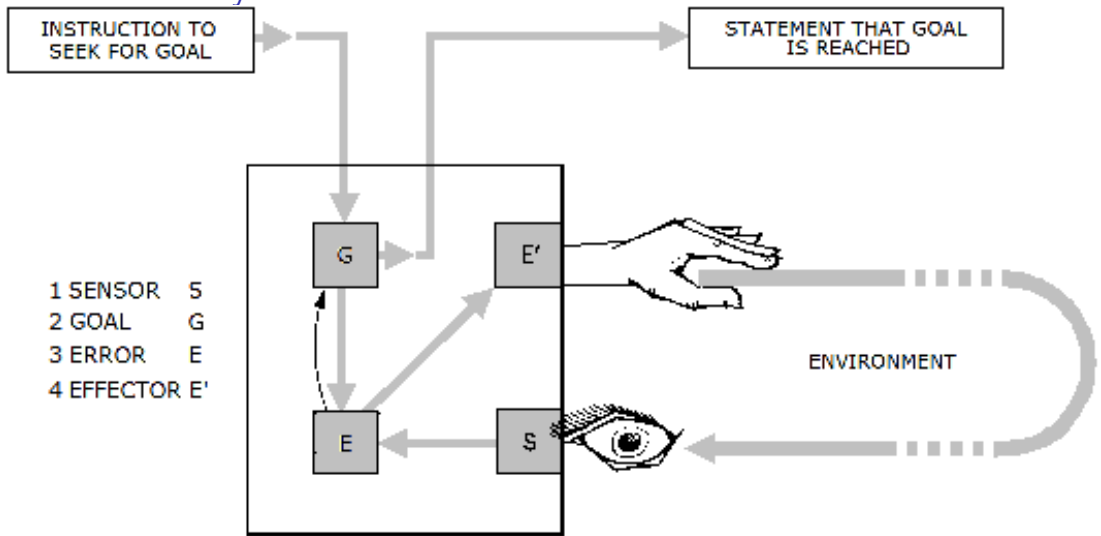 INSTRUCTION TO
SEEK FOR GOAL
STATEMENT THAT GOAL
IS REACHED
G
E'
1 SENSOR S
2 GOAL G
3 ERROR E
4 EFFECTOR E'
ENVIRONMENT
E
S